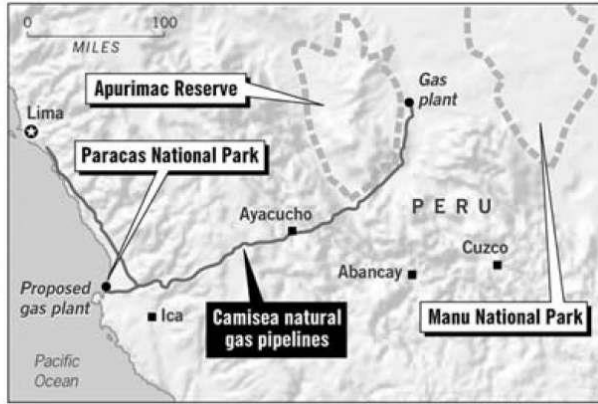 0 100
MILES
Apurimac Reserve
Gas
plant
Lima
Paracas National Park
PERU
Ayacucho
Cuzco
Abancay
Proposed
gas plant
Ica
Camisea natural
gas pipelines
Manu National Park
Pacific
Ocean